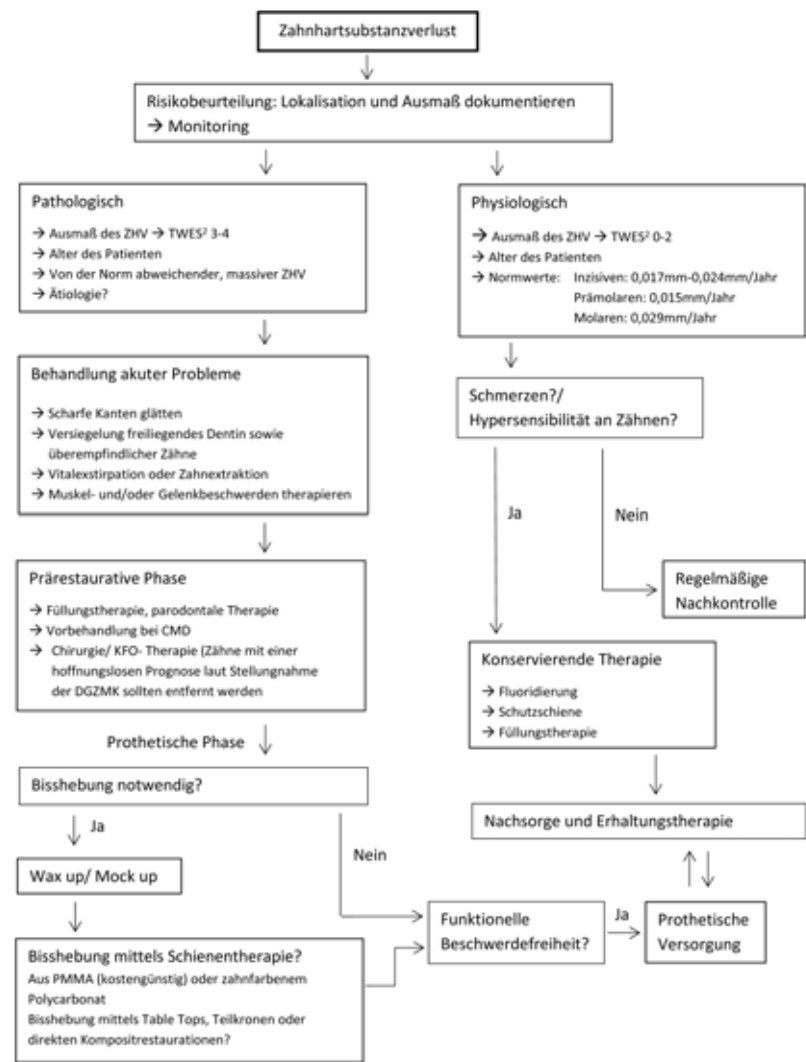 Zahnhartsubstanzverlust
Risikobeurteilung: Lokalisation und Ausmaß dokumentieren
→ Monitoring
Pathologisch
→ Ausmaß des ZHV → TWES² 3-4
→ Alter des Patienten
→ Von der Norm abweichender, massiver ZHV
→ Ätiologie?
Physiologisch
→ Ausmaß des ZHV → TWES² 0-2
→ Alter des Patienten
→ Normwerte: Inzisiven: 0,017mm-0,024mm/Jahr
Prämolaren: 0,015mm/Jahr
Molaren: 0,029mm/Jahr
Behandlung akuter Probleme
→ Scharfe Kanten glätten
→ Versiegelung freiliegendes Dentin sowie
überempfindlicher Zähne
→ Vitalexstirpation oder Zahnextraktion
→ Muskel- und/oder Gelenkbeschwerden therapieren
Schmerzen?/
Hypersensibilität an Zähnen?
Ja
Nein
Prärestaurative Phase
→ Füllungstherapie, parodontale Therapie
→ Vorbehandlung bei CMD
→ Chirurgie/ KFO- Therapie (Zähne mit einer
hoffnungslosen Prognose laut Stellungnahme
der DGZMK sollten entfernt werden
Regelmäßige
Nachkontrolle
Konservierende Therapie
→ Fluoridierung
→ Schutzschiene
→ Füllungstherapie
Prothetische Phase
Bisshebung notwendig?
Nachsorge und Erhaltungstherapie
Ja
Nein
Wax up/ Mock up
Funktionelle
Beschwerdefreiheit?
Ja
Prothetische
Versorgung
Bisshebung mittels Schienentherapie?
Aus PMMA (kostengünstig) oder zahnfarbenem
Polycarbonat
Bisshebung mittels Table Tops, Teilkronen oder
direkten Kompositrestaurationen?